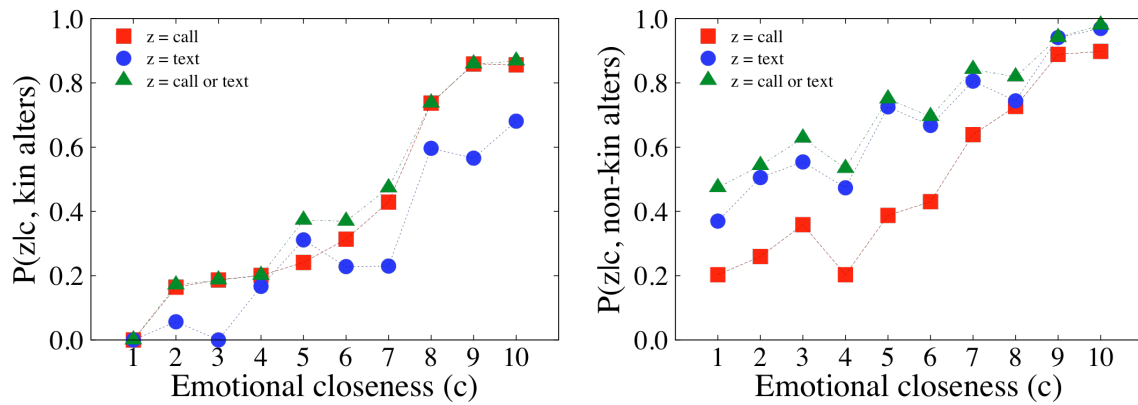 P(z|c, kin alters)
1.0
0.8
0.6
0.4
0.2
0.0
z = call
z = text
z = call or text
1 2 3 4 5 6 7 8 9 10
Emotional closeness (c)
P(z|c, non-kin alters)
1.0
0.8
0.6
0.4
0.2
0.0
z = call
z = text
z = call or text
1 2 3 4 5 6 7 8 9 10
Emotional closeness (c)